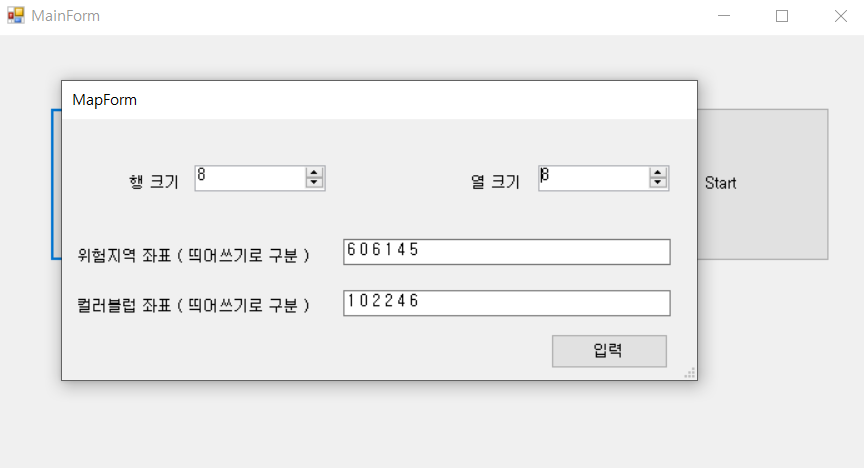 MainForm
MapForm
행 크기 8 열 크기 8
Start
위험지역 좌표 ( 띄어쓰기로 구분 ) 6 0 6 1 4 5
컬러블럽 좌표 ( 띄어쓰기로 구분 ) 1 0 2 2 4 6
입력